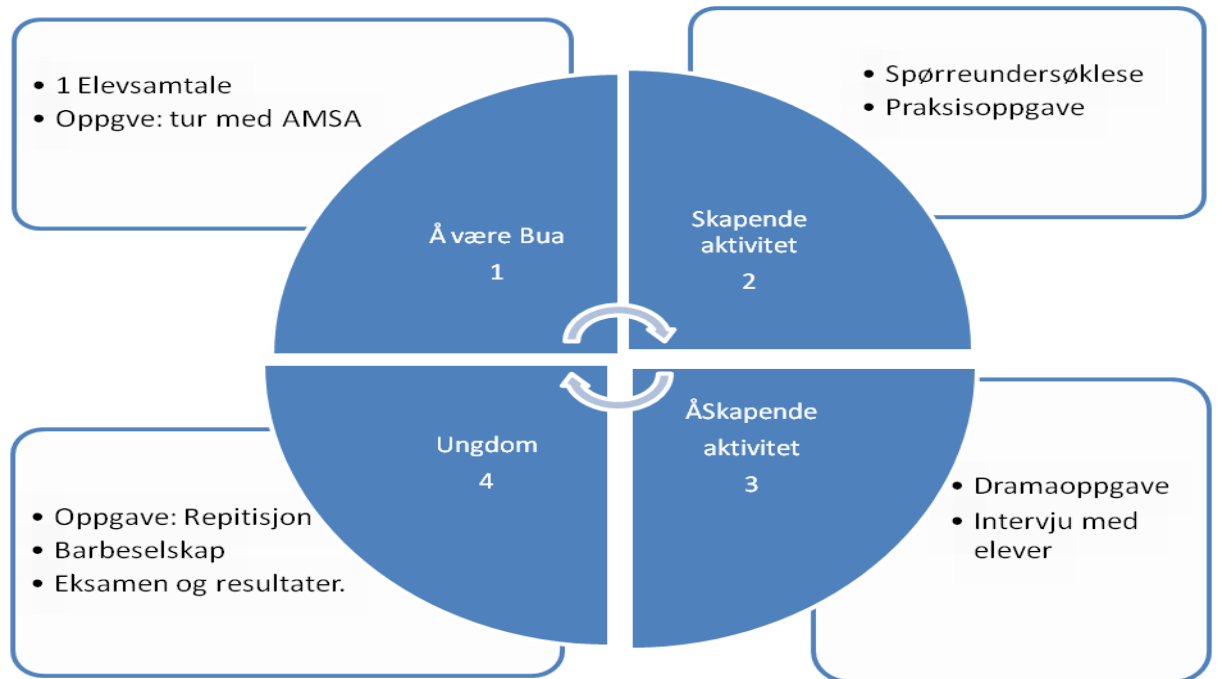 • 1 Elevsamtale
• Oppgve: tur med AMSA
• Spørreundersøklese
• Praksisoppgave
Å være Bua
1
Skapende
aktivitet
2
ÅSkapende
aktivitet
3
Ungdom
4
• Oppgave: Repitisjon
• Barbeselskap
• Eksamen og resultater.
• Dramaoppgave
• Intervju med
elever